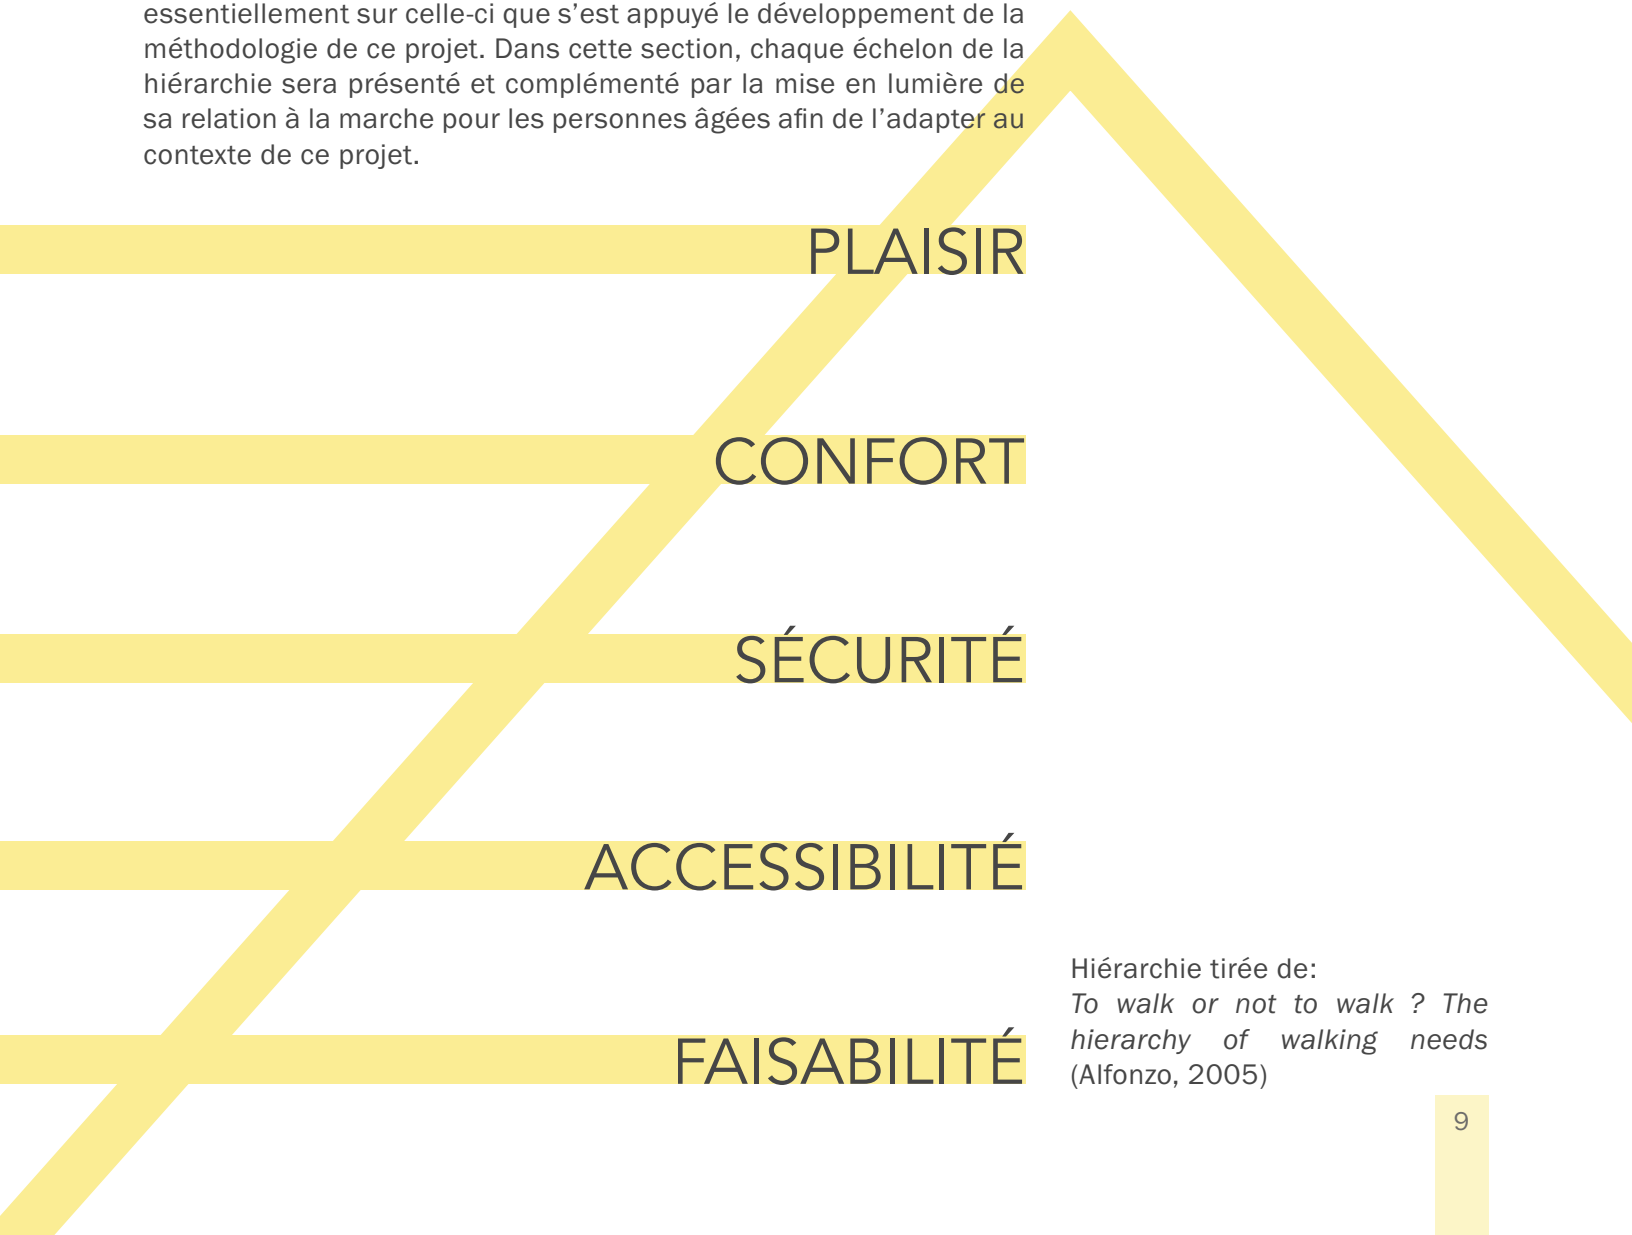 essentiellement sur celle-ci que s’est appuyé le développement de la
méthodologie de ce projet. Dans cette section, chaque échelon de la
hiérarchie sera présenté et complémenté par la mise en lumière de
sa relation à la marche pour les personnes âgées afin de l’adapter au
contexte de ce projet.
PLAISIR
CONFORT
SÉCURITÉ
ACCESSIBILITÉ
FAISABILITÉ
Hiérarchie tirée de:
To walk or not to walk ? The
hierarchy of walking needs
(Alfonzo, 2005)
9